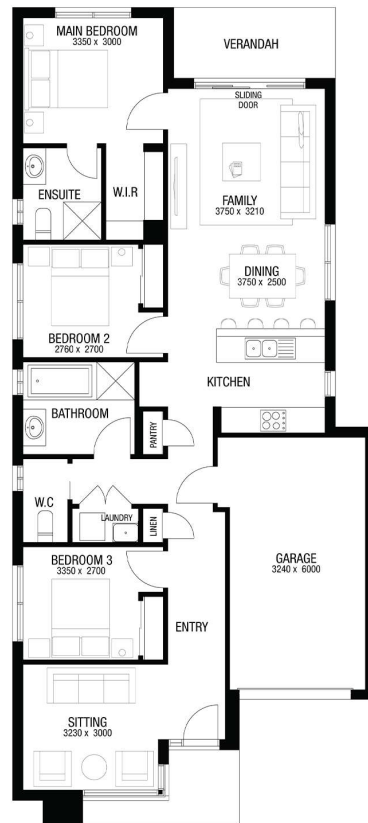 MAIN BEDROOM
3350 x 3000
VERANDAH
SLIDING
DOOR
ENSUITE
W.I.R
FAMILY
3750 x 3210
DINING
3750 x 2500
BEDROOM 2
2760 x 2700
KITCHEN
BATHROOM
PANTRY
W.C
LAUNDRY
LINEN
GARAGE
3240 x 6000
BEDROOM 3
3350 x 2700
ENTRY
SITTING
3230 x 3000